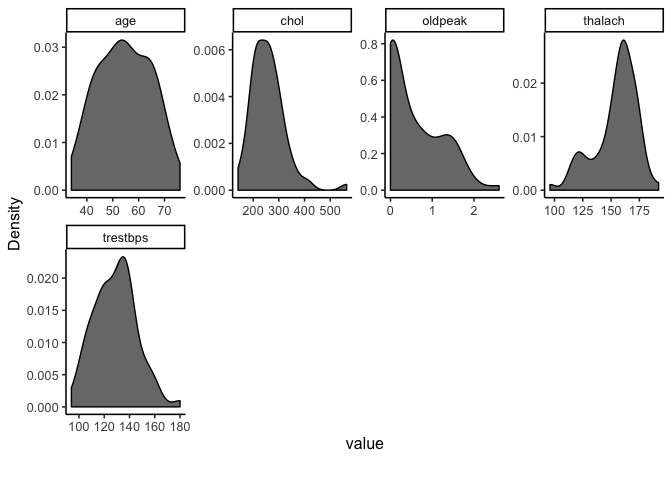 age chol oldpeak thalach
0.03 0.02 0.01 0.00
0.006 0.004 0.002 0.000
0.8 0.6 0.4 0.2 0.0
0.02 0.01 0.00
40 50 60 70
200 300 400 500
0 1 2
100 125 150 175
Density
trestbps
0.020
0.015
0.010
0.005
0.000
100 120 140 160 180
value